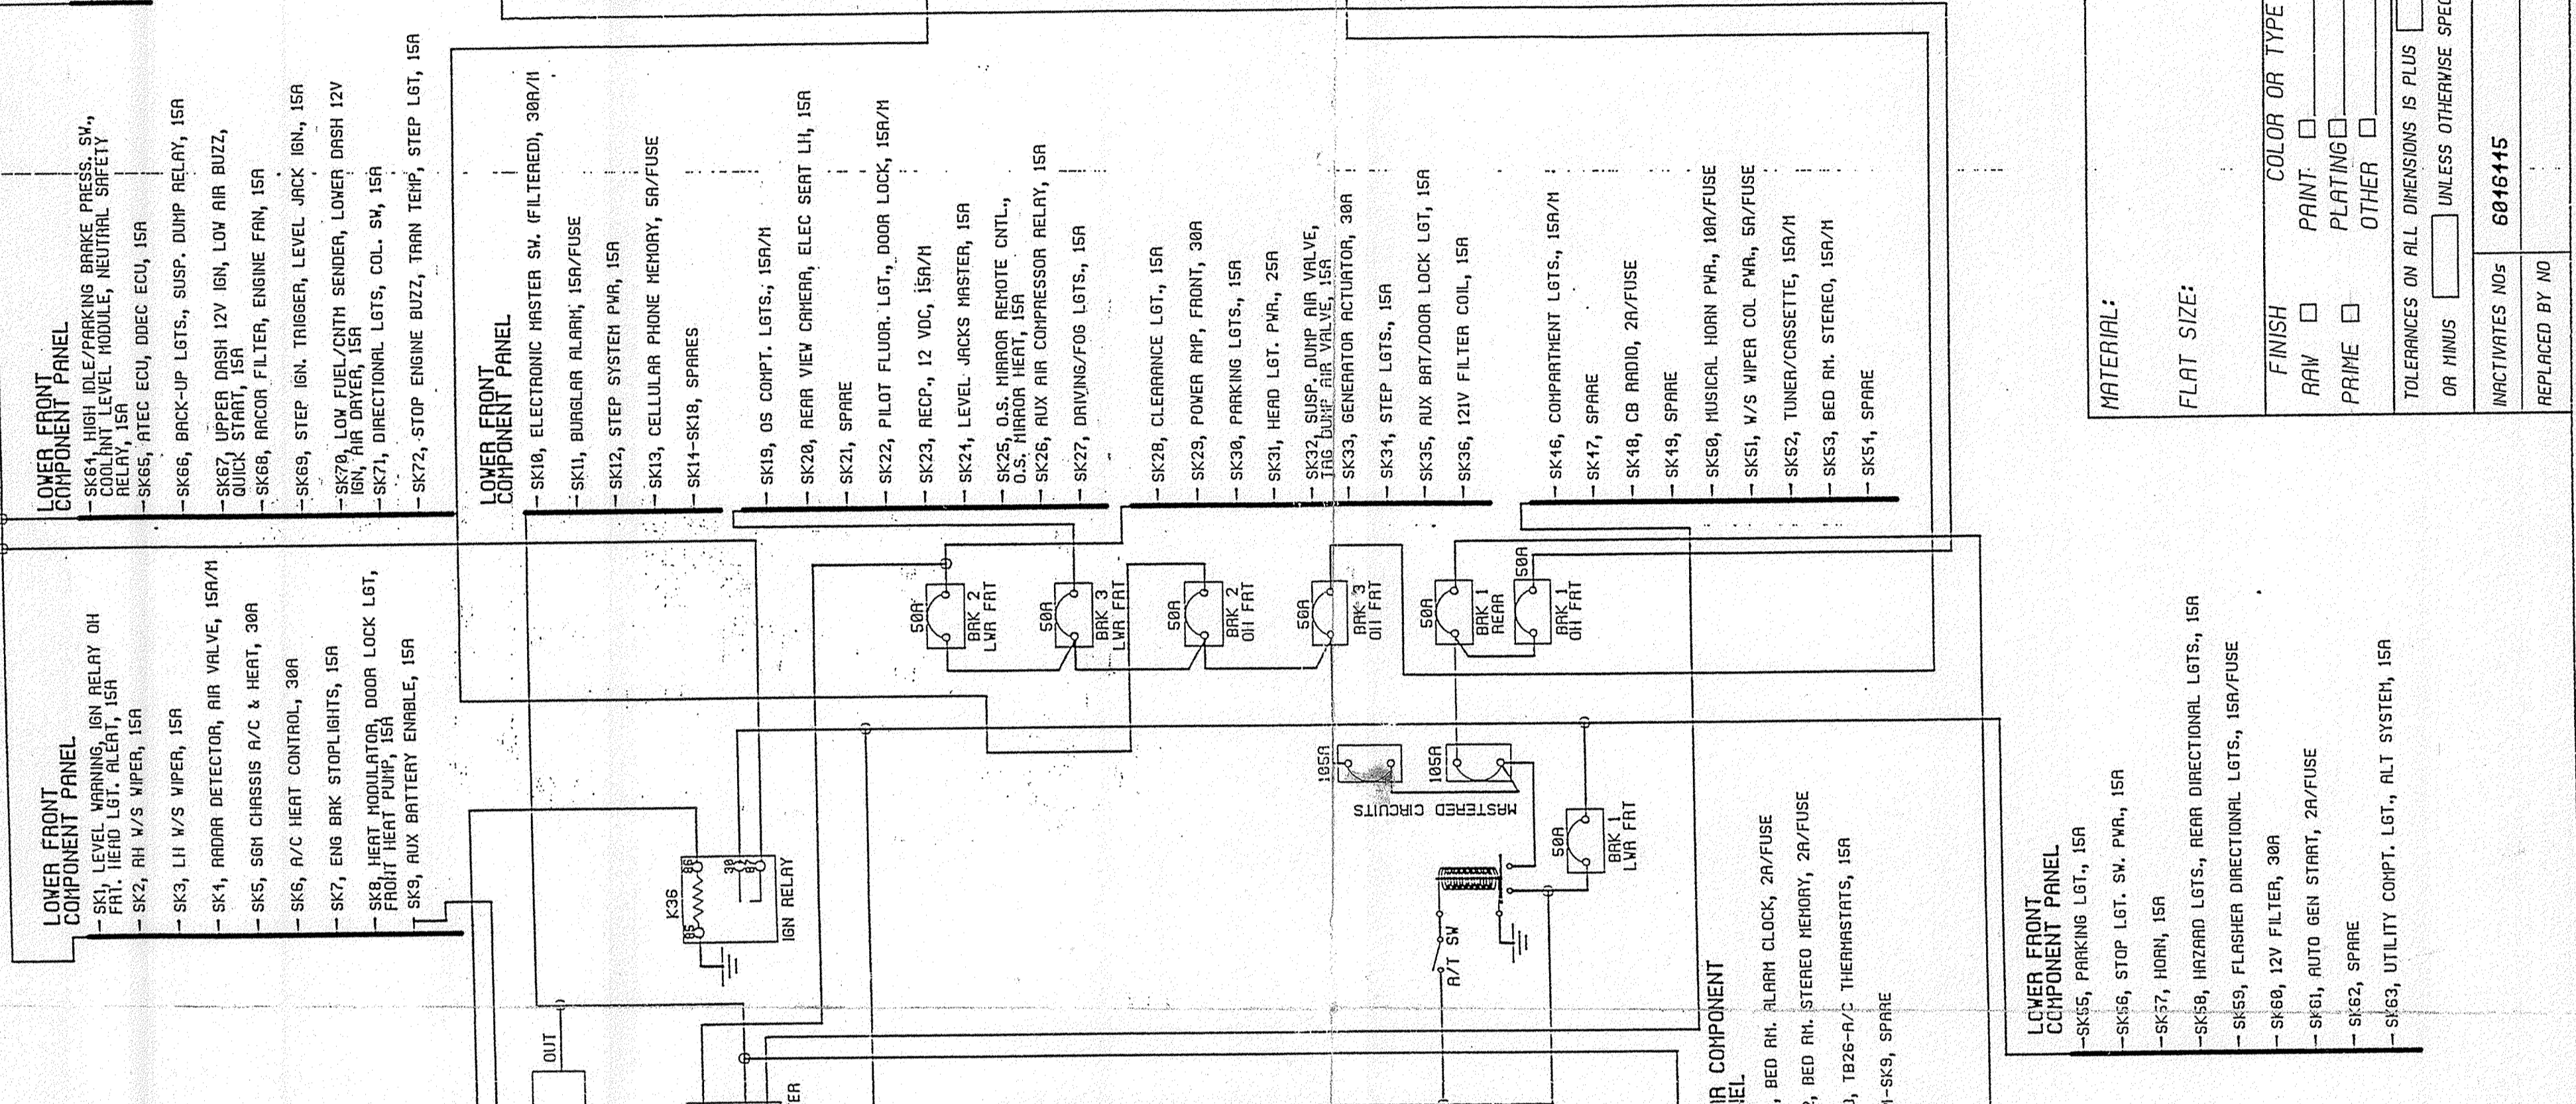 LOWER FRONT
COMPONENT PANEL
SK64, HIGH IDLE/PARKING BRAKE PRESS. SW.,
COOLANT LEVEL MODULE, NEUTRAL SAFETY
RELAY, 15A
SK65, ATEC ECU, DDEC ECU, 15A
SK66, BACK-UP LGTS., SUSP. DUMP RELAY, 15A
SK67, UPPER DASH 12V IGN, LOW AIR BUZZ,
QUICK START, 15A
SK68, RACOR FILTER, ENGINE FAN, 15A
SK69, STEP IGN. TRIGGER, LEVEL JACK IGN., 15A
SK70, LOW FUEL/CNTM SENDER, LOWER DASH 12V
IGN, AIR DRYER, 15A
SK71, DIRECTIONAL LGTS, COL. SW, 15A
SK72, STOP ENGINE BUZZ, TRAN TEMP, STEP LGT, 15A
LOWER FRONT
COMPONENT PANEL
SK10, ELECTRONIC MASTER SW. (FILTERED), 30A/M
SK11, BURGLAR ALARM, 15A/FUSE
SK12, STEP SYSTEM PWR, 15A
SK13, CELLULAR PHONE MEMORY, 5A/FUSE
SK14-SK18, SPARES
SK19, OS COMPT. LGTS., 15A/M
SK20, REAR VIEW CAMERA, ELEC SEAT LH, 15A
SK21, SPARE
SK22, PILOT FLUOR. LGT., DOOR LOCK, 15A/M
SK23, RECP., 12 VDC, 15A/M
SK24, LEVEL JACKS MASTER, 15A
SK25, O.S. MIRROR REMOTE CNTL.,
O.S. MIRROR HEAT, 15A
SK26, AUX AIR COMPRESSOR RELAY, 15A
SK27, DRIVING/FOG LGTS., 15A
SK28, CLEARANCE LGT., 15A
SK29, POWER AMP, FRONT, 30A
SK30, PARKING LGTS., 15A
SK31, HEAD LGT. PWR., 25A
SK32, SUSP. DUMP AIR VALVE,
TAG DUMP AIR VALVE, 15A
SK33, GENERATOR ACTUATOR, 30A
SK34, STEP LGTS., 15A
SK35, AUX BAT/DOOR LOCK LGT, 15A
SK36, 121V FILTER COIL, 15A
SK46, COMPARTMENT LGTS., 15A/M
SK47, SPARE
SK48, CB RADIO, 2A/FUSE
SK49, SPARE
SK50, MUSICAL HORN PWR., 10A/FUSE
SK51, W/S WIPER COL PWR., 5A/FUSE
SK52, TUNER/CASSETTE, 15A/M
SK53, BED RM. STEREO, 15A/M
SK54, SPARE
LOWER FRONT
COMPONENT PANEL
SK1, LEVEL WARNING, IGN RELAY OH
FRT. HEAD LGT. ALERT, 15A
SK2, RH W/S WIPER, 15A
SK3, LH W/S WIPER, 15A
SK4, RADAR DETECTOR, AIR VALVE, 15A/M
SK5, SGM CHASSIS A/C & HEAT, 30A
SK6, A/C HEAT CONTROL, 30A
SK7, ENG BRK STOPLIGHTS, 15A
SK8, HEAT MODULATOR, DOOR LOCK LGT,
FRONT HEAT PUMP, 15A
SK9, AUX BATTERY ENABLE, 15A
50A
BRK 2
LWR FRT
50A
BRK 3
LWR FRT
50A
BRK 2
OH FRT
50A
BRK 3
OH FRT
50A
BRK 1
REAR
50A
BRK 1
OH FRT
K36
86
85
30
87
IGN RELAY
105A
105A
MASTERED CIRCUITS
50A
BRK 1
LWR FRT
A/T SW
OUT
ER
AR COMPONENT
NEL
, BED RM. ALARM CLOCK, 2A/FUSE
, BED RM. STEREO MEMORY, 2A/FUSE
, TB26-A/C THERMASTATS, 15A
-SK9, SPARE
LOWER FRONT
COMPONENT PANEL
SK55, PARKING LGT., 15A
SK56, STOP LGT. SW. PWR., 15A
SK57, HORN, 15A
SK58, HAZARD LGTS., REAR DIRECTIONAL LGTS., 15A
SK59, FLASHER DIRECTIONAL LGTS., 15A/FUSE
SK60, 12V FILTER, 30A
SK61, AUTO GEN START, 2A/FUSE
SK62, SPARE
SK63, UTILITY COMPT. LGT., ALT SYSTEM, 15A
MATERIAL:
FLAT SIZE:
FINISH COLOR OR TYPE
RAW PAINT
PRIME PLATING
OTHER
TOLERANCES ON ALL DIMENSIONS IS PLUS
OR MINUS UNLESS OTHERWISE SPEC
INACTIVATES NOs 6016445
REPLACED BY NO